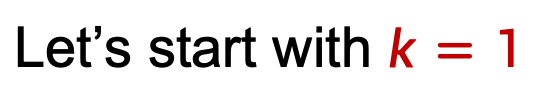 Let’s start with k = 1